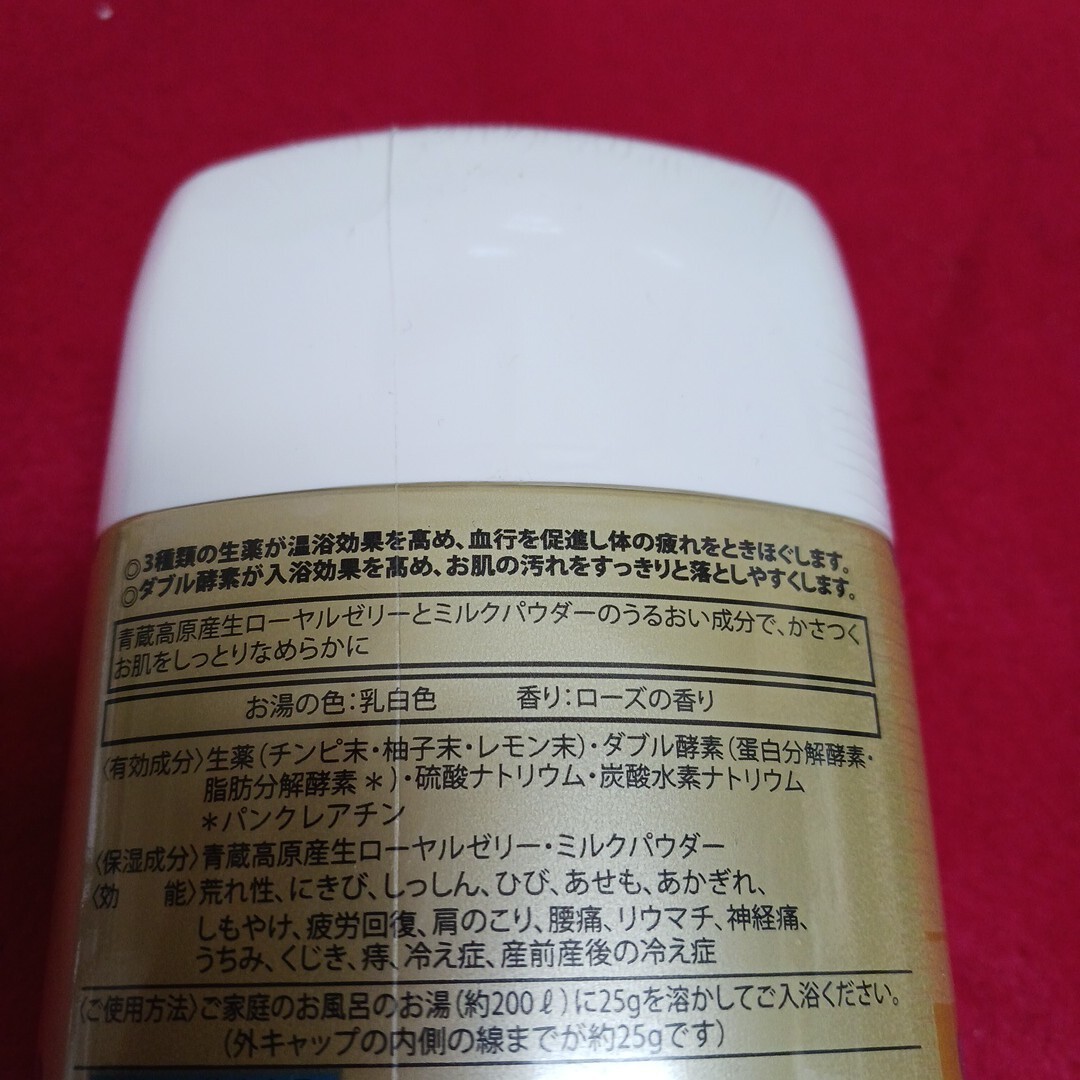 ◎3種類の生薬が温浴効果を高め、血行を促進し体の疲れをときほぐします。
◎ダブル酵素が入浴効果を高め、お肌の汚れをすっきりと落としやすくします。
青蔵高原産生ローヤルゼリーとミルクパウダーのうるおい成分で、かさつく
お肌をしっとりなめらかに
お湯の色：乳白色　香り：ローズの香り
〈有効成分〉生薬（チンピ末・柚子末・レモン末）・ダブル酵素（蛋白分解酵素・
脂肪分解酵素＊）・硫酸ナトリウム・炭酸水素ナトリウム
＊パンクレアチン
〈保湿成分〉青蔵高原産生ローヤルゼリー・ミルクパウダー
〈効　能〉荒れ性、にきび、しっしん、ひび、あせも、あかぎれ、
しもやけ、疲労回復、肩のこり、腰痛、リウマチ、神経痛、
うちみ、くじき、痔、冷え症、産前産後の冷え症
〈ご使用方法〉ご家庭のお風呂のお湯（約200ℓ）に25gを溶かしてご入浴ください。
（外キャップの内側の線までが約25gです）